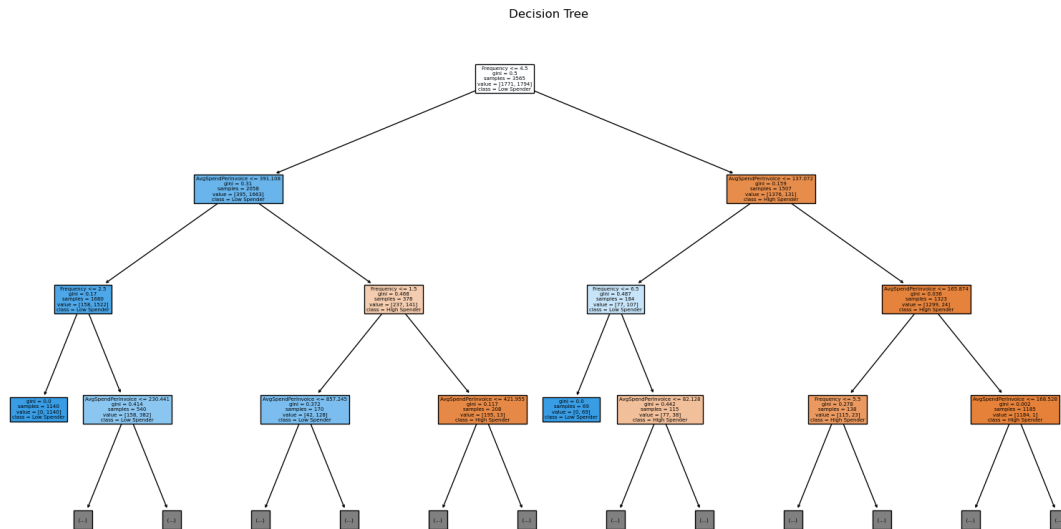 Decision Tree
Frequency <= 4.5
gini = 0.5
samples = 3565
value = [1771, 1794]
class = Low Spender
AvgSpendPerInvoice <= 391.106
gini = 0.31
samples = 2058
value = [395, 1663]
class = Low Spender
AvgSpendPerInvoice <= 137.072
gini = 0.159
samples = 1507
value = [1376, 131]
class = High Spender
Frequency <= 2.5
gini = 0.17
samples = 1680
value = [158, 1522]
class = Low Spender
Frequency <= 1.5
gini = 0.468
samples = 378
value = [237, 141]
class = High Spender
Frequency <= 6.5
gini = 0.487
samples = 184
value = [77, 107]
class = Low Spender
AvgSpendPerInvoice <= 165.874
gini = 0.036
samples = 1323
value = [1299, 24]
class = High Spender
gini = 0.0
samples = 1140
value = [0, 1140]
class = Low Spender
AvgSpendPerInvoice <= 230.441
gini = 0.414
samples = 540
value = [158, 382]
class = Low Spender
AvgSpendPerInvoice <= 857.245
gini = 0.372
samples = 170
value = [42, 128]
class = Low Spender
AvgSpendPerInvoice <= 421.955
gini = 0.117
samples = 208
value = [195, 13]
class = High Spender
gini = 0.0
samples = 69
value = [0, 69]
class = Low Spender
AvgSpendPerInvoice <= 82.128
gini = 0.442
samples = 115
value = [77, 38]
class = High Spender
Frequency <= 5.5
gini = 0.278
samples = 138
value = [115, 23]
class = High Spender
AvgSpendPerInvoice <= 168.528
gini = 0.002
samples = 1185
value = [1184, 1]
class = High Spender
(...)
(...)
(...)
(...)
(...)
(...)
(...)
(...)
(...)
(...)
(...)
(...)